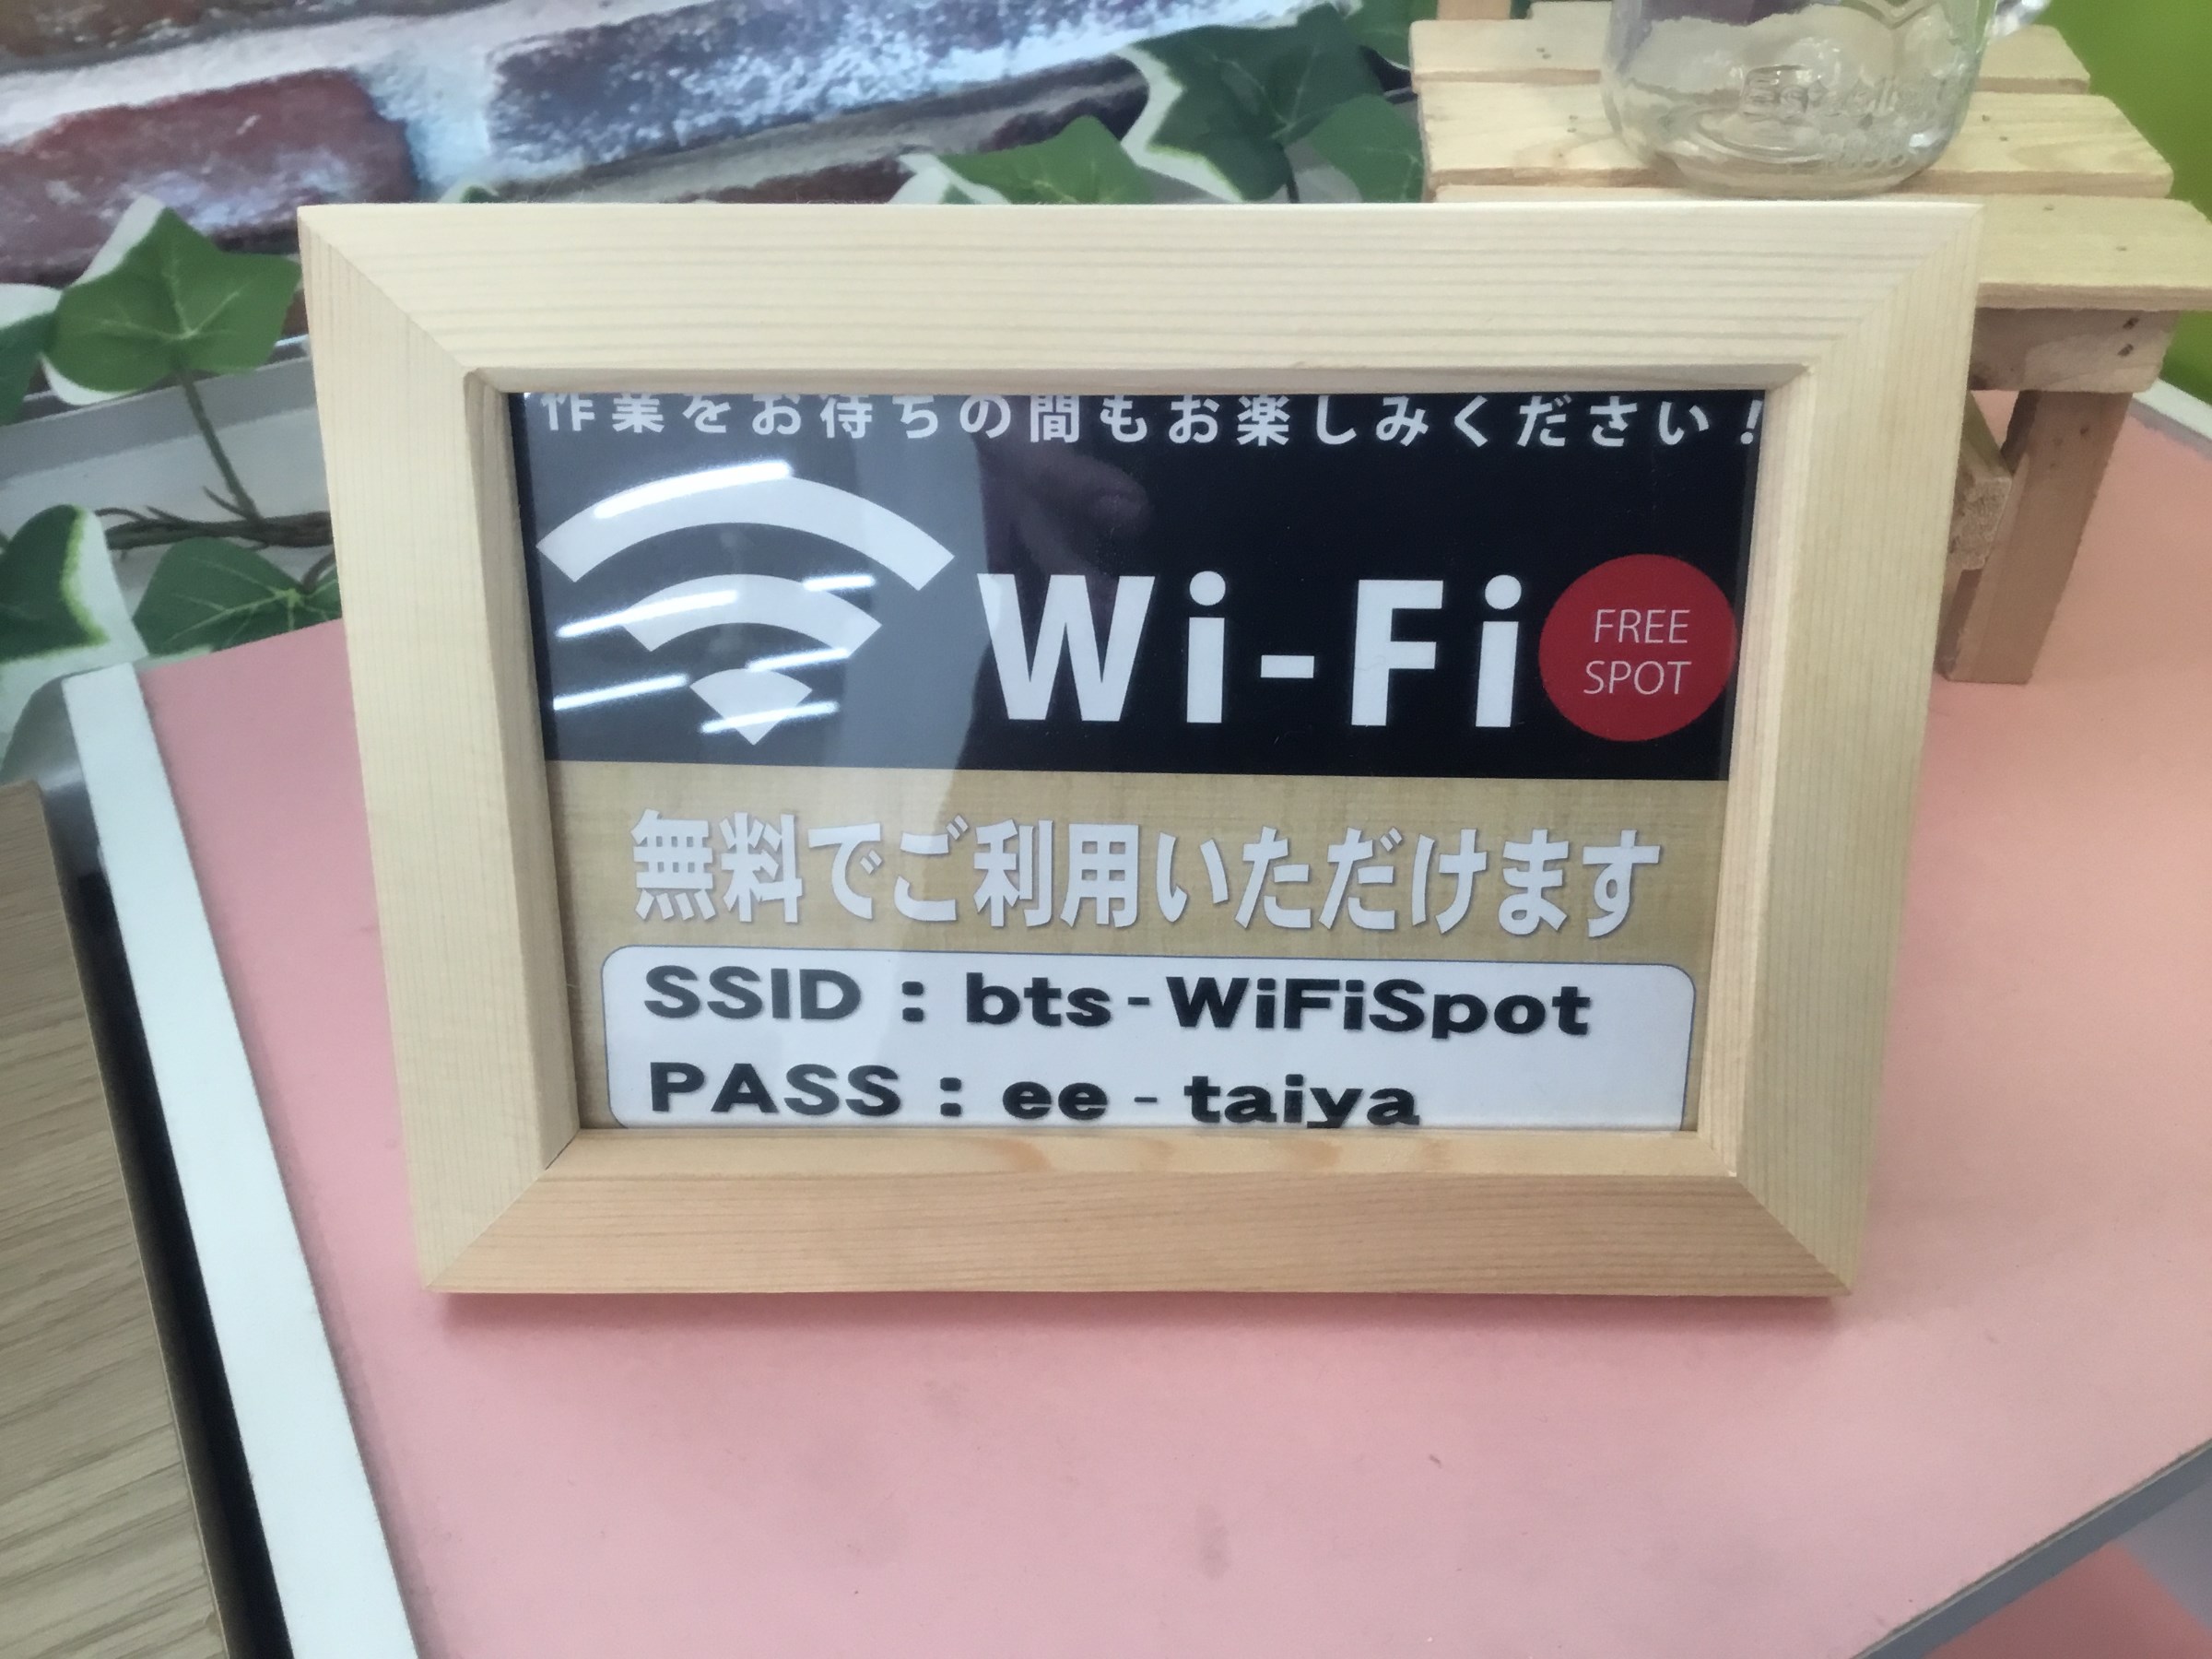 作業をお待ちの間もお楽しみください!
Wi-Fi
FREE
SPOT
無料でご利用いただけます
SSID : bts-WiFiSpot
PASS : ee-taiya